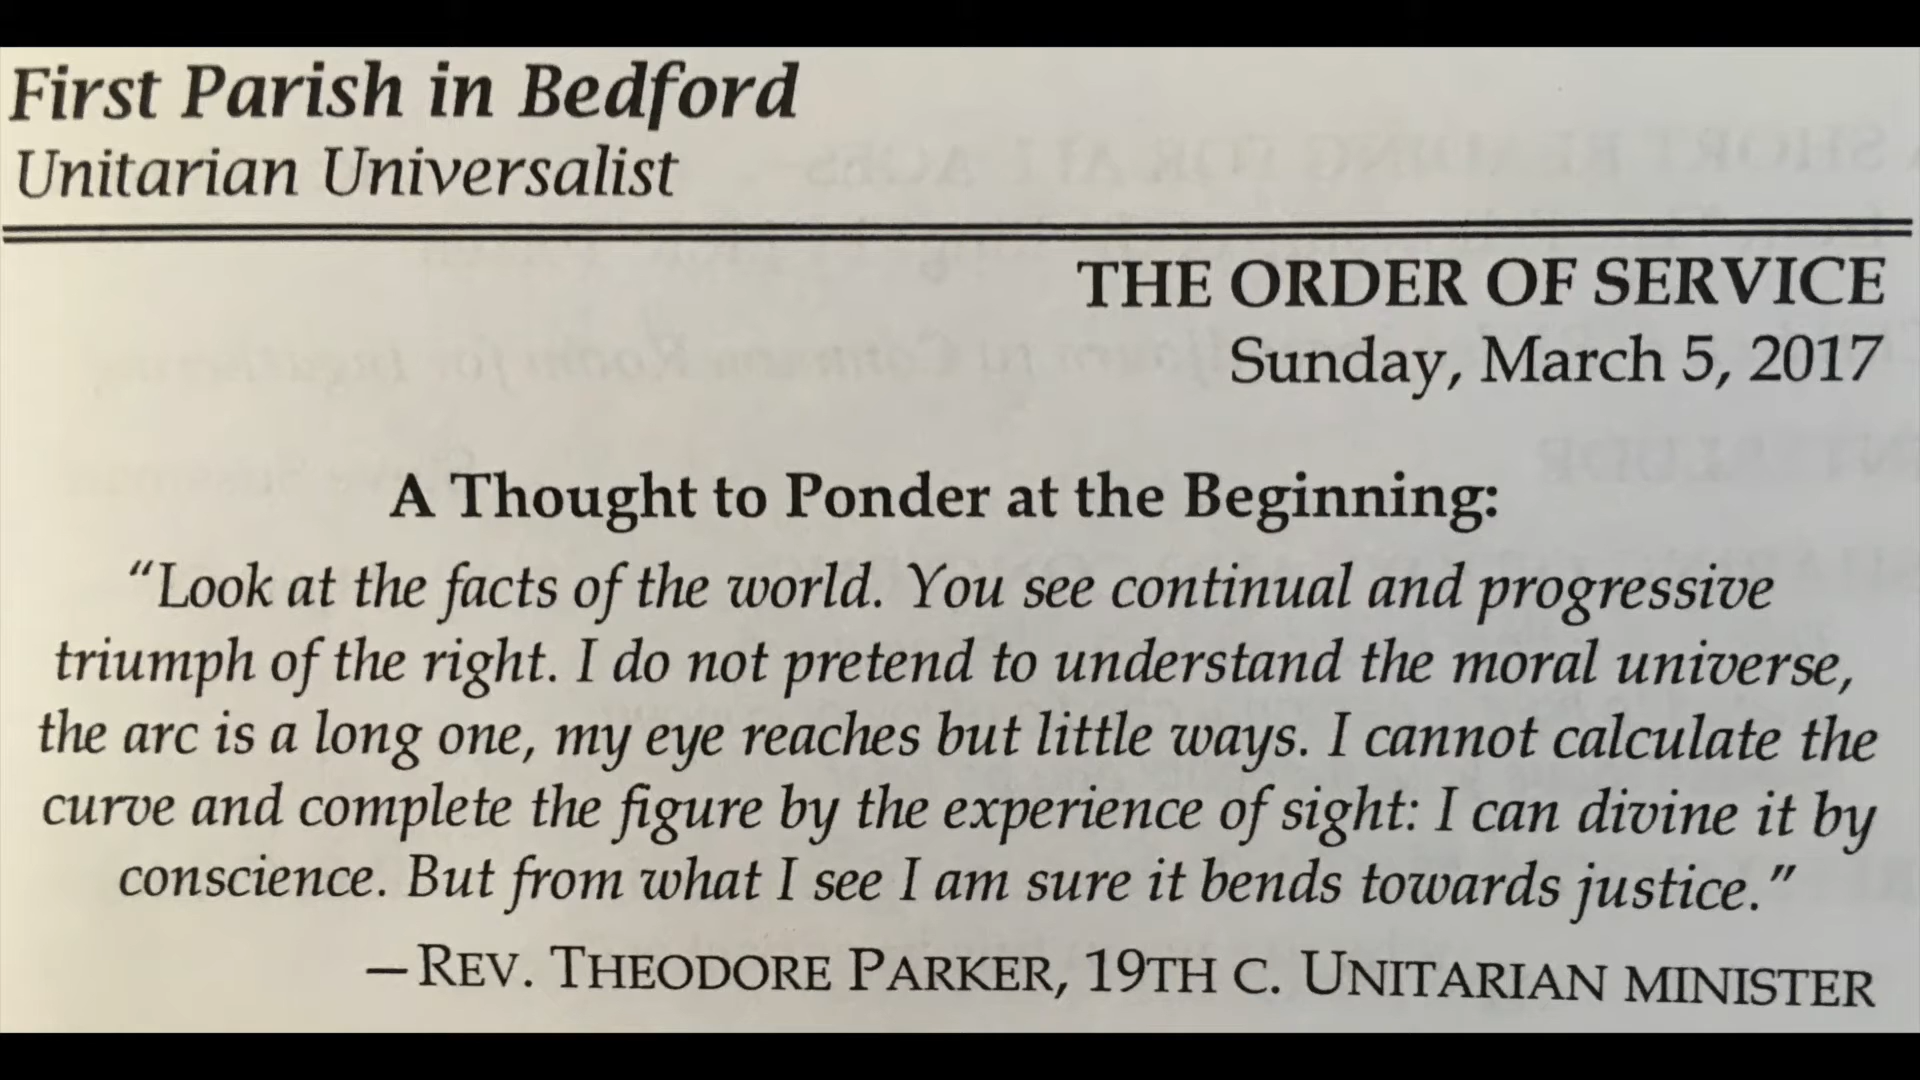 First Parish in Bedford
Unitarian Universalist
THE ORDER OF SERVICE
Sunday, March 5, 2017
A Thought to Ponder at the Beginning:
“Look at the facts of the world. You see continual and progressive
triumph of the right. I do not pretend to understand the moral universe,
the arc is a long one, my eye reaches but little ways. I cannot calculate the
curve and complete the figure by the experience of sight: I can divine it by
conscience. But from what I see I am sure it bends towards justice.”
—REV. THEODORE PARKER, 19TH C. UNITARIAN MINISTER